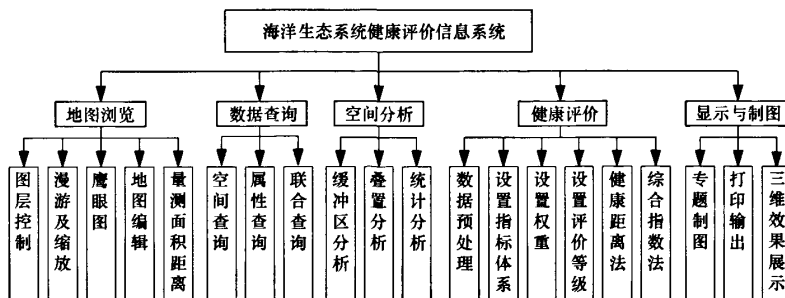 海洋生态系统健康评价信息系统
地图浏览
数据查询
空间分析
健康评价
显示与制图
图层控制
漫游及缩放
鹰眼图
地图编辑
量测面积距离
空间查询
属性查询
联合查询
缓冲区分析
叠置分析
统计分析
数据预处理
设置指标体系
设置权重
设置评价等级
健康距离法
综合指数法
专题制图
打印输出
三维效果展示